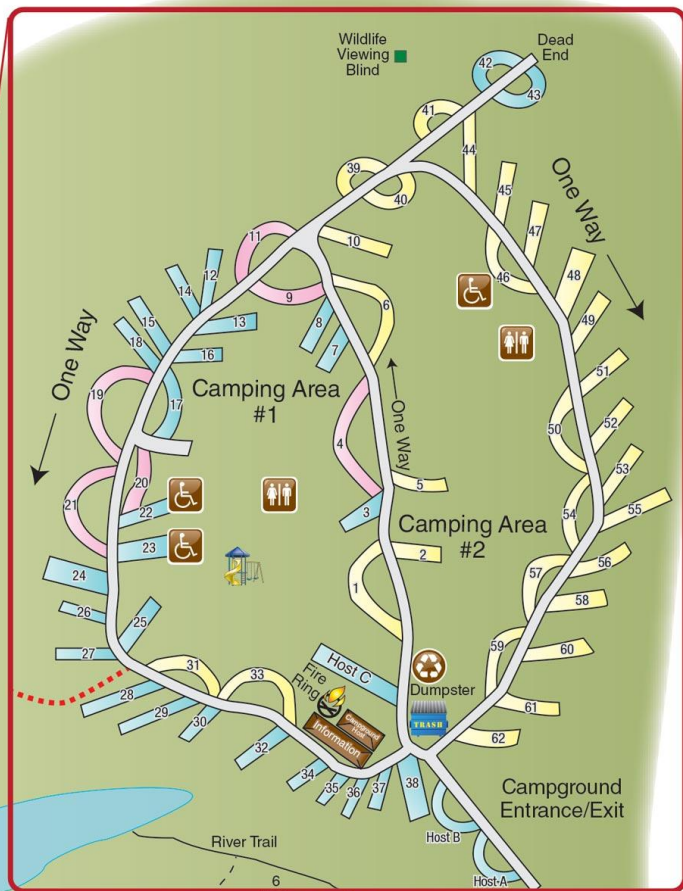 Wildlife
Viewing
Blind
Dead
End
42
43
41
44
39
40
45
One Way
47
46
48
49
11
10
9
12
14
13
15
18
16
8
7
6
One Way
19
17
Camping Area
#1
4
One Way
51
50
52
53
21
20
22
23
3
5
Camping Area
#2
54
55
2
1
24
26
25
27
56
57
58
59
60
61
62
28
29
30
31
33
32
Host C
Fire
Ring
Campground
Host
Information
Dumpster
TRASH
34
35
36
37
38
Campground
Entrance/Exit
Host B
Host A
River Trail
6